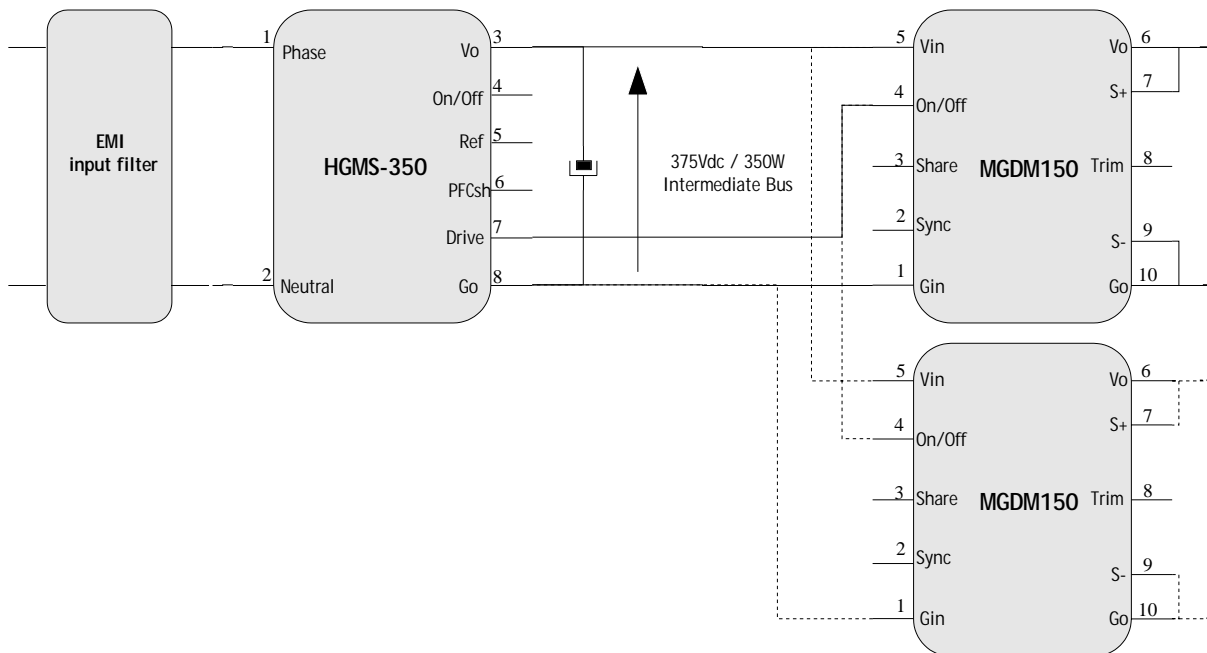 EMI
input filter
1
Phase
2
Neutral
HGMS-350
Vo
3
On/Off
4
Ref
5
PFCsh
6
Drive
7
Go
8
375Vdc / 350W
Intermediate Bus
5
Vin
4
On/Off
3
Share
2
Sync
1
Gin
MGDM150
Vo
6
S+
7
Trim
8
S-
9
Go
10
5
Vin
4
On/Off
3
Share
2
Sync
1
Gin
MGDM150
Vo
6
S+
7
Trim
8
S-
9
Go
10